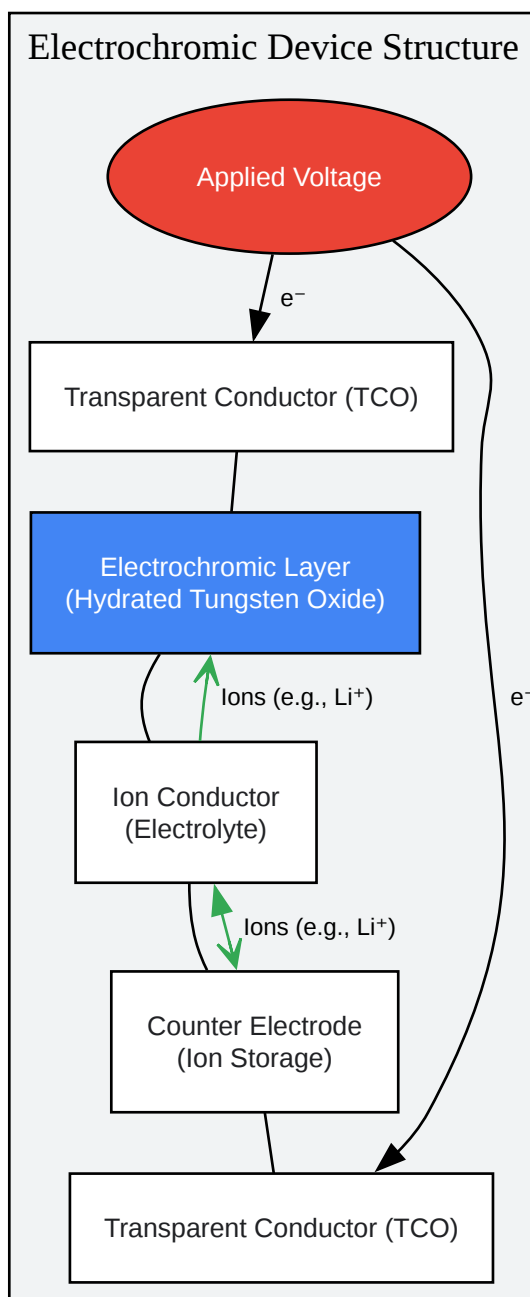 Electrochromic Device Structure
Applied Voltage
e⁻
Transparent Conductor (TCO)
Electrochromic Layer
(Hydrated Tungsten Oxide)
Ions (e.g., Li⁺)
e⁻
Ion Conductor
(Electrolyte)
Ions (e.g., Li⁺)
Counter Electrode
(Ion Storage)
Transparent Conductor (TCO)